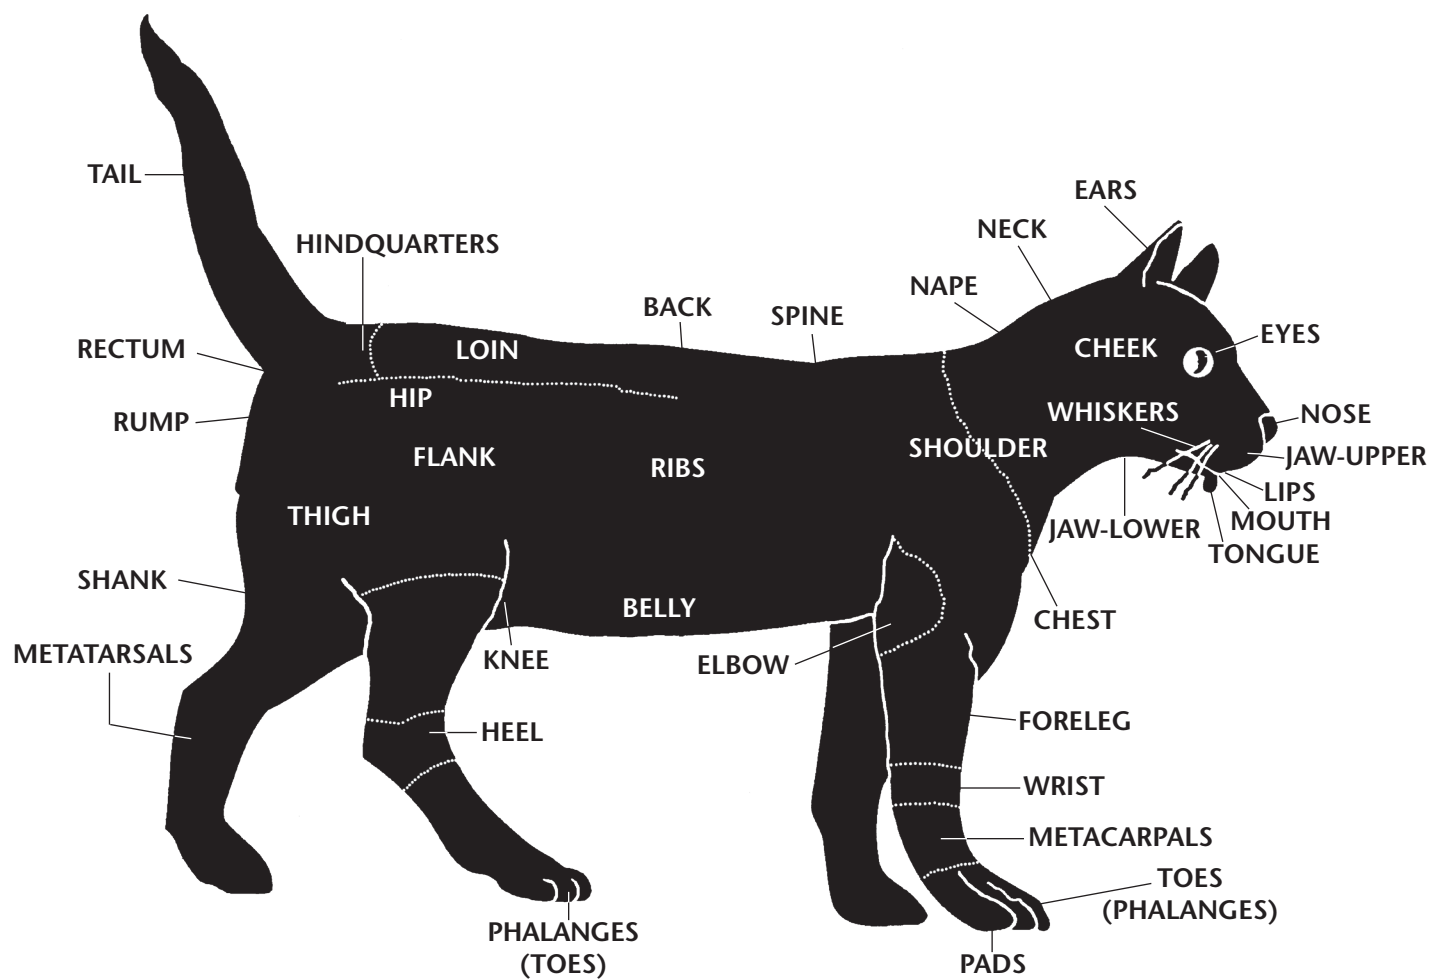 TAIL
EARS
NECK
HINDQUARTERS
NAPE
BACK
SPINE
EYES
RECTUM
LOIN
CHEEK
HIP
RUMP
WHISKERS
NOSE
FLANK
RIBS
SHOULDER
JAW-UPPER
LIPS
THIGH
MOUTH
JAW-LOWER
TONGUE
SHANK
BELLY
CHEST
METATARSALS
KNEE
ELBOW
FORELEG
HEEL
WRIST
METACARPALS
TOES
(PHALANGES)
PHALANGES
(TOES)
PADS